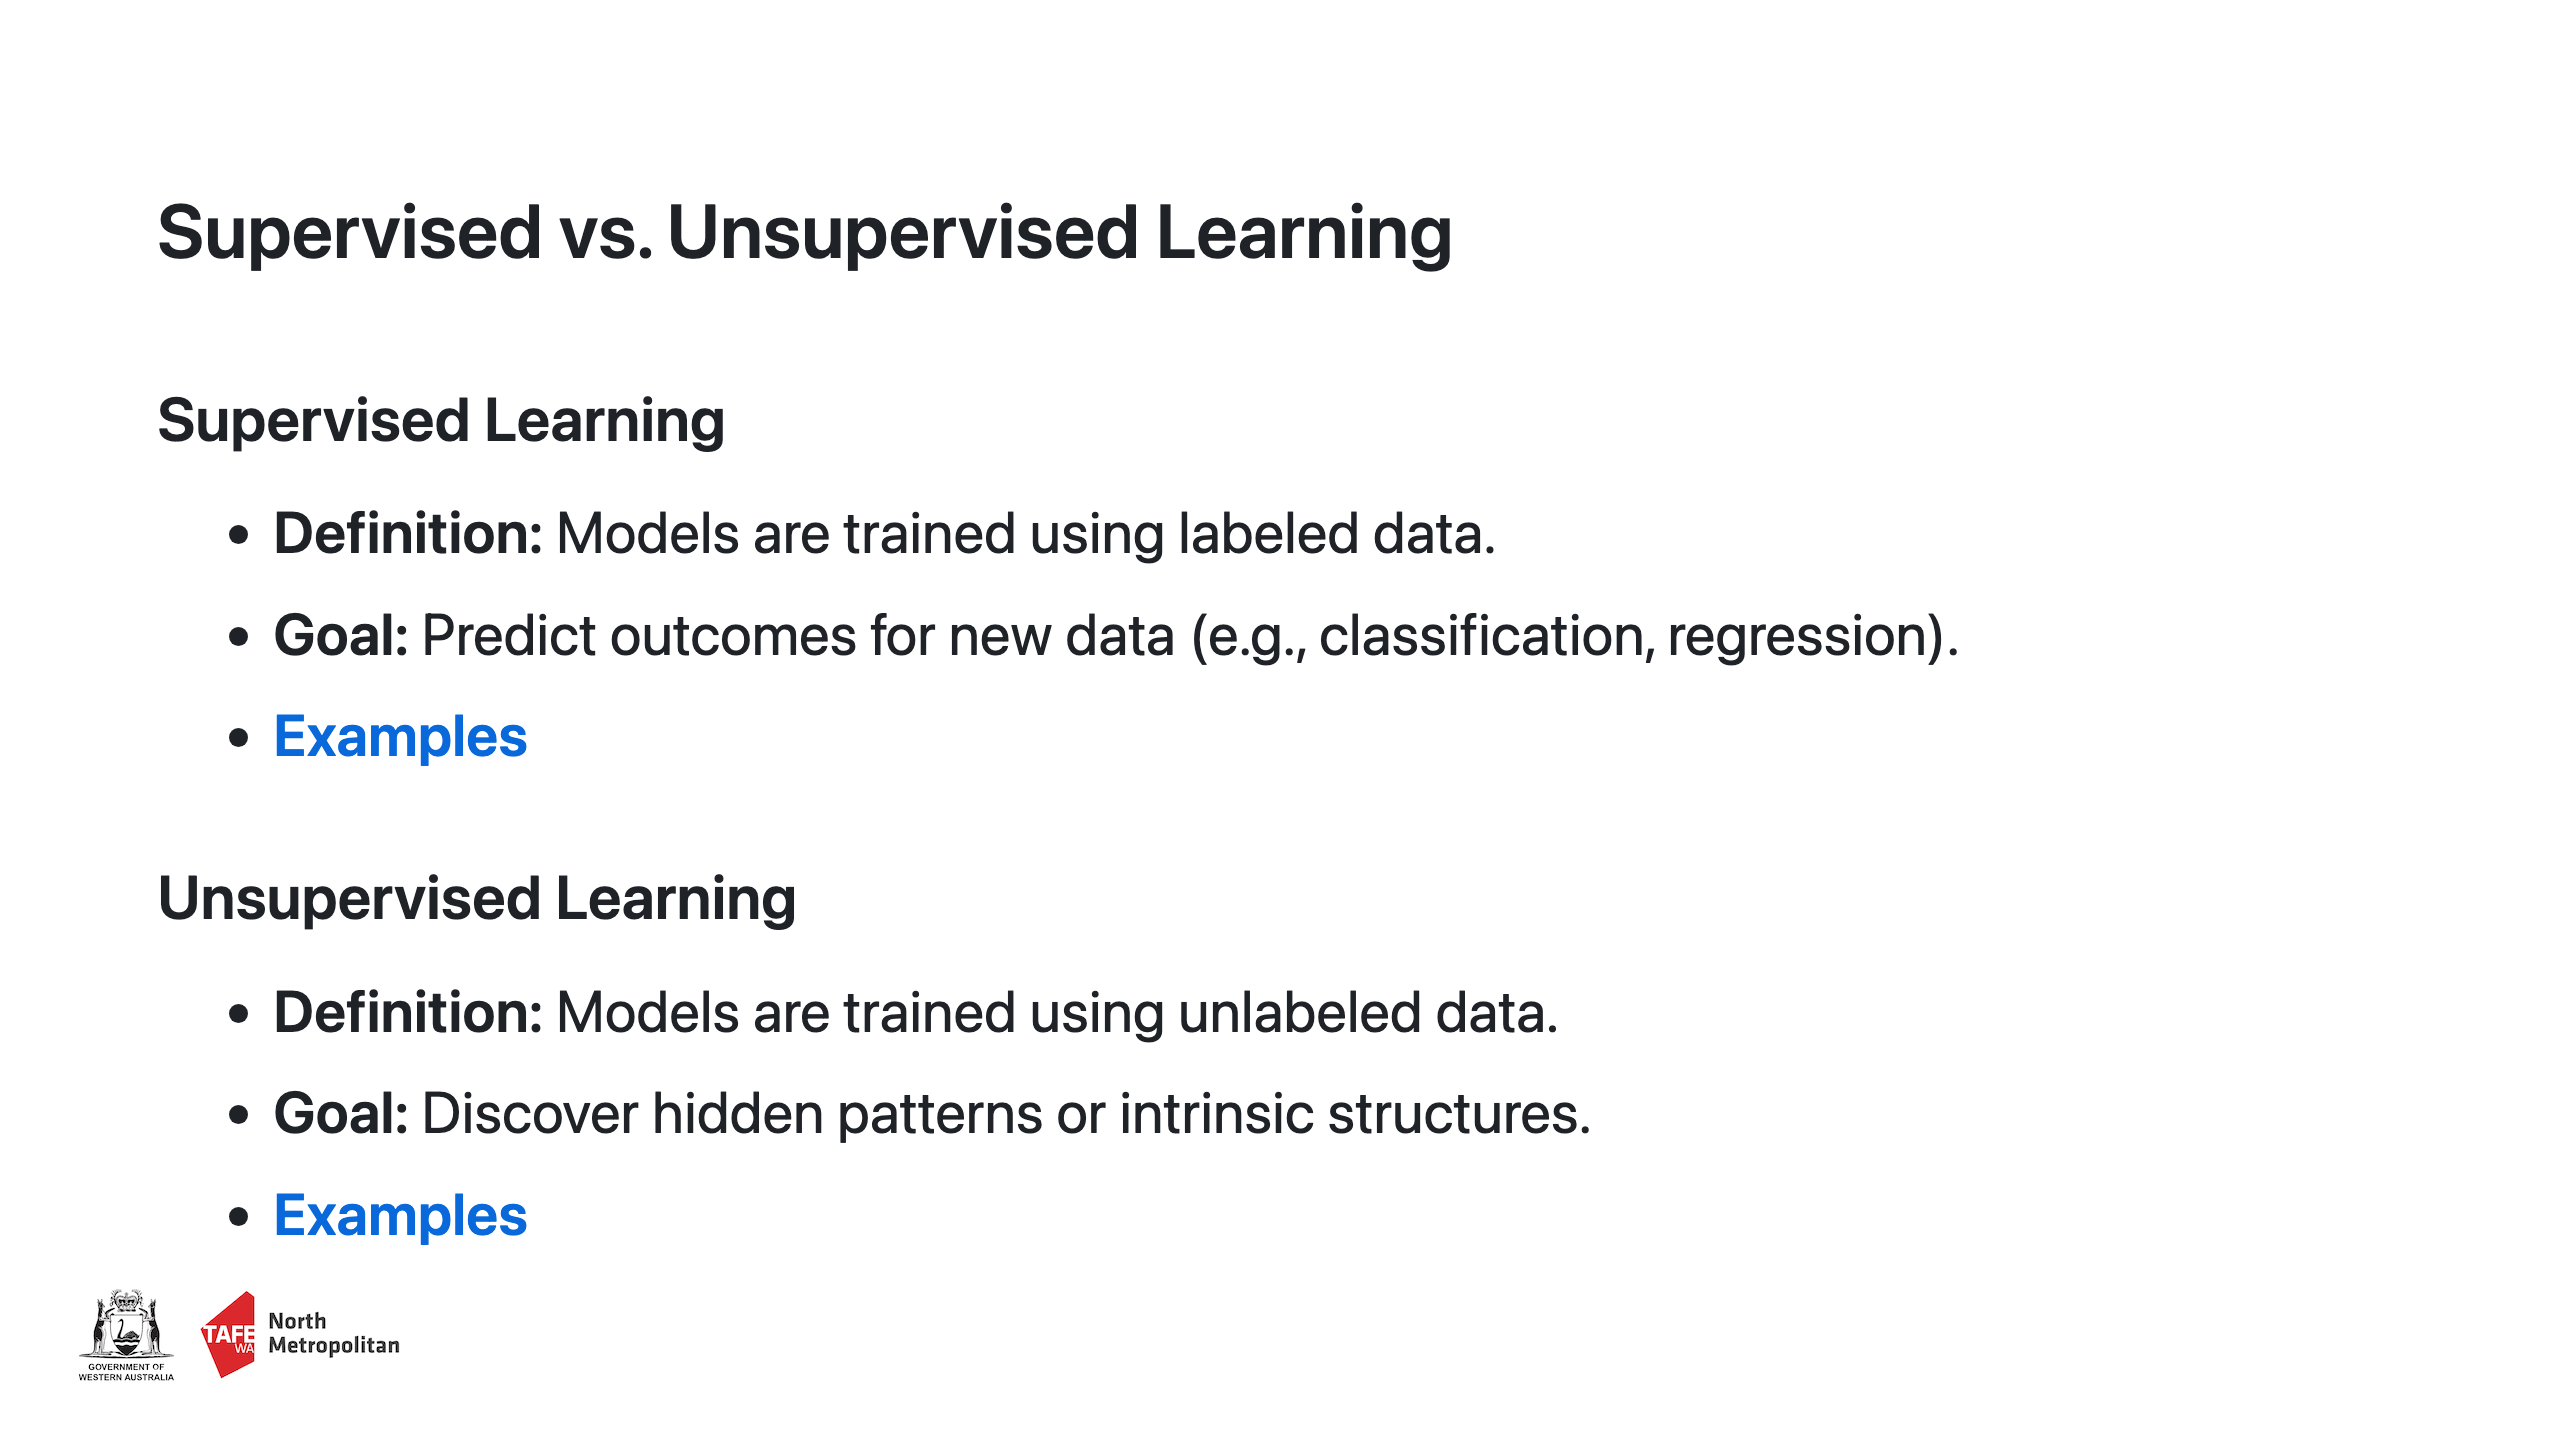 Supervised vs. Unsupervised Learning
Supervised Learning
• Definition: Models are trained using labeled data.
• Goal: Predict outcomes for new data (e.g., classification, regression).
• Examples
Unsupervised Learning
• Definition: Models are trained using unlabeled data.
• Goal: Discover hidden patterns or intrinsic structures.
• Examples
GOVERNMENT OF
WESTERN AUSTRALIA
TAFE
WA
North
Metropolitan